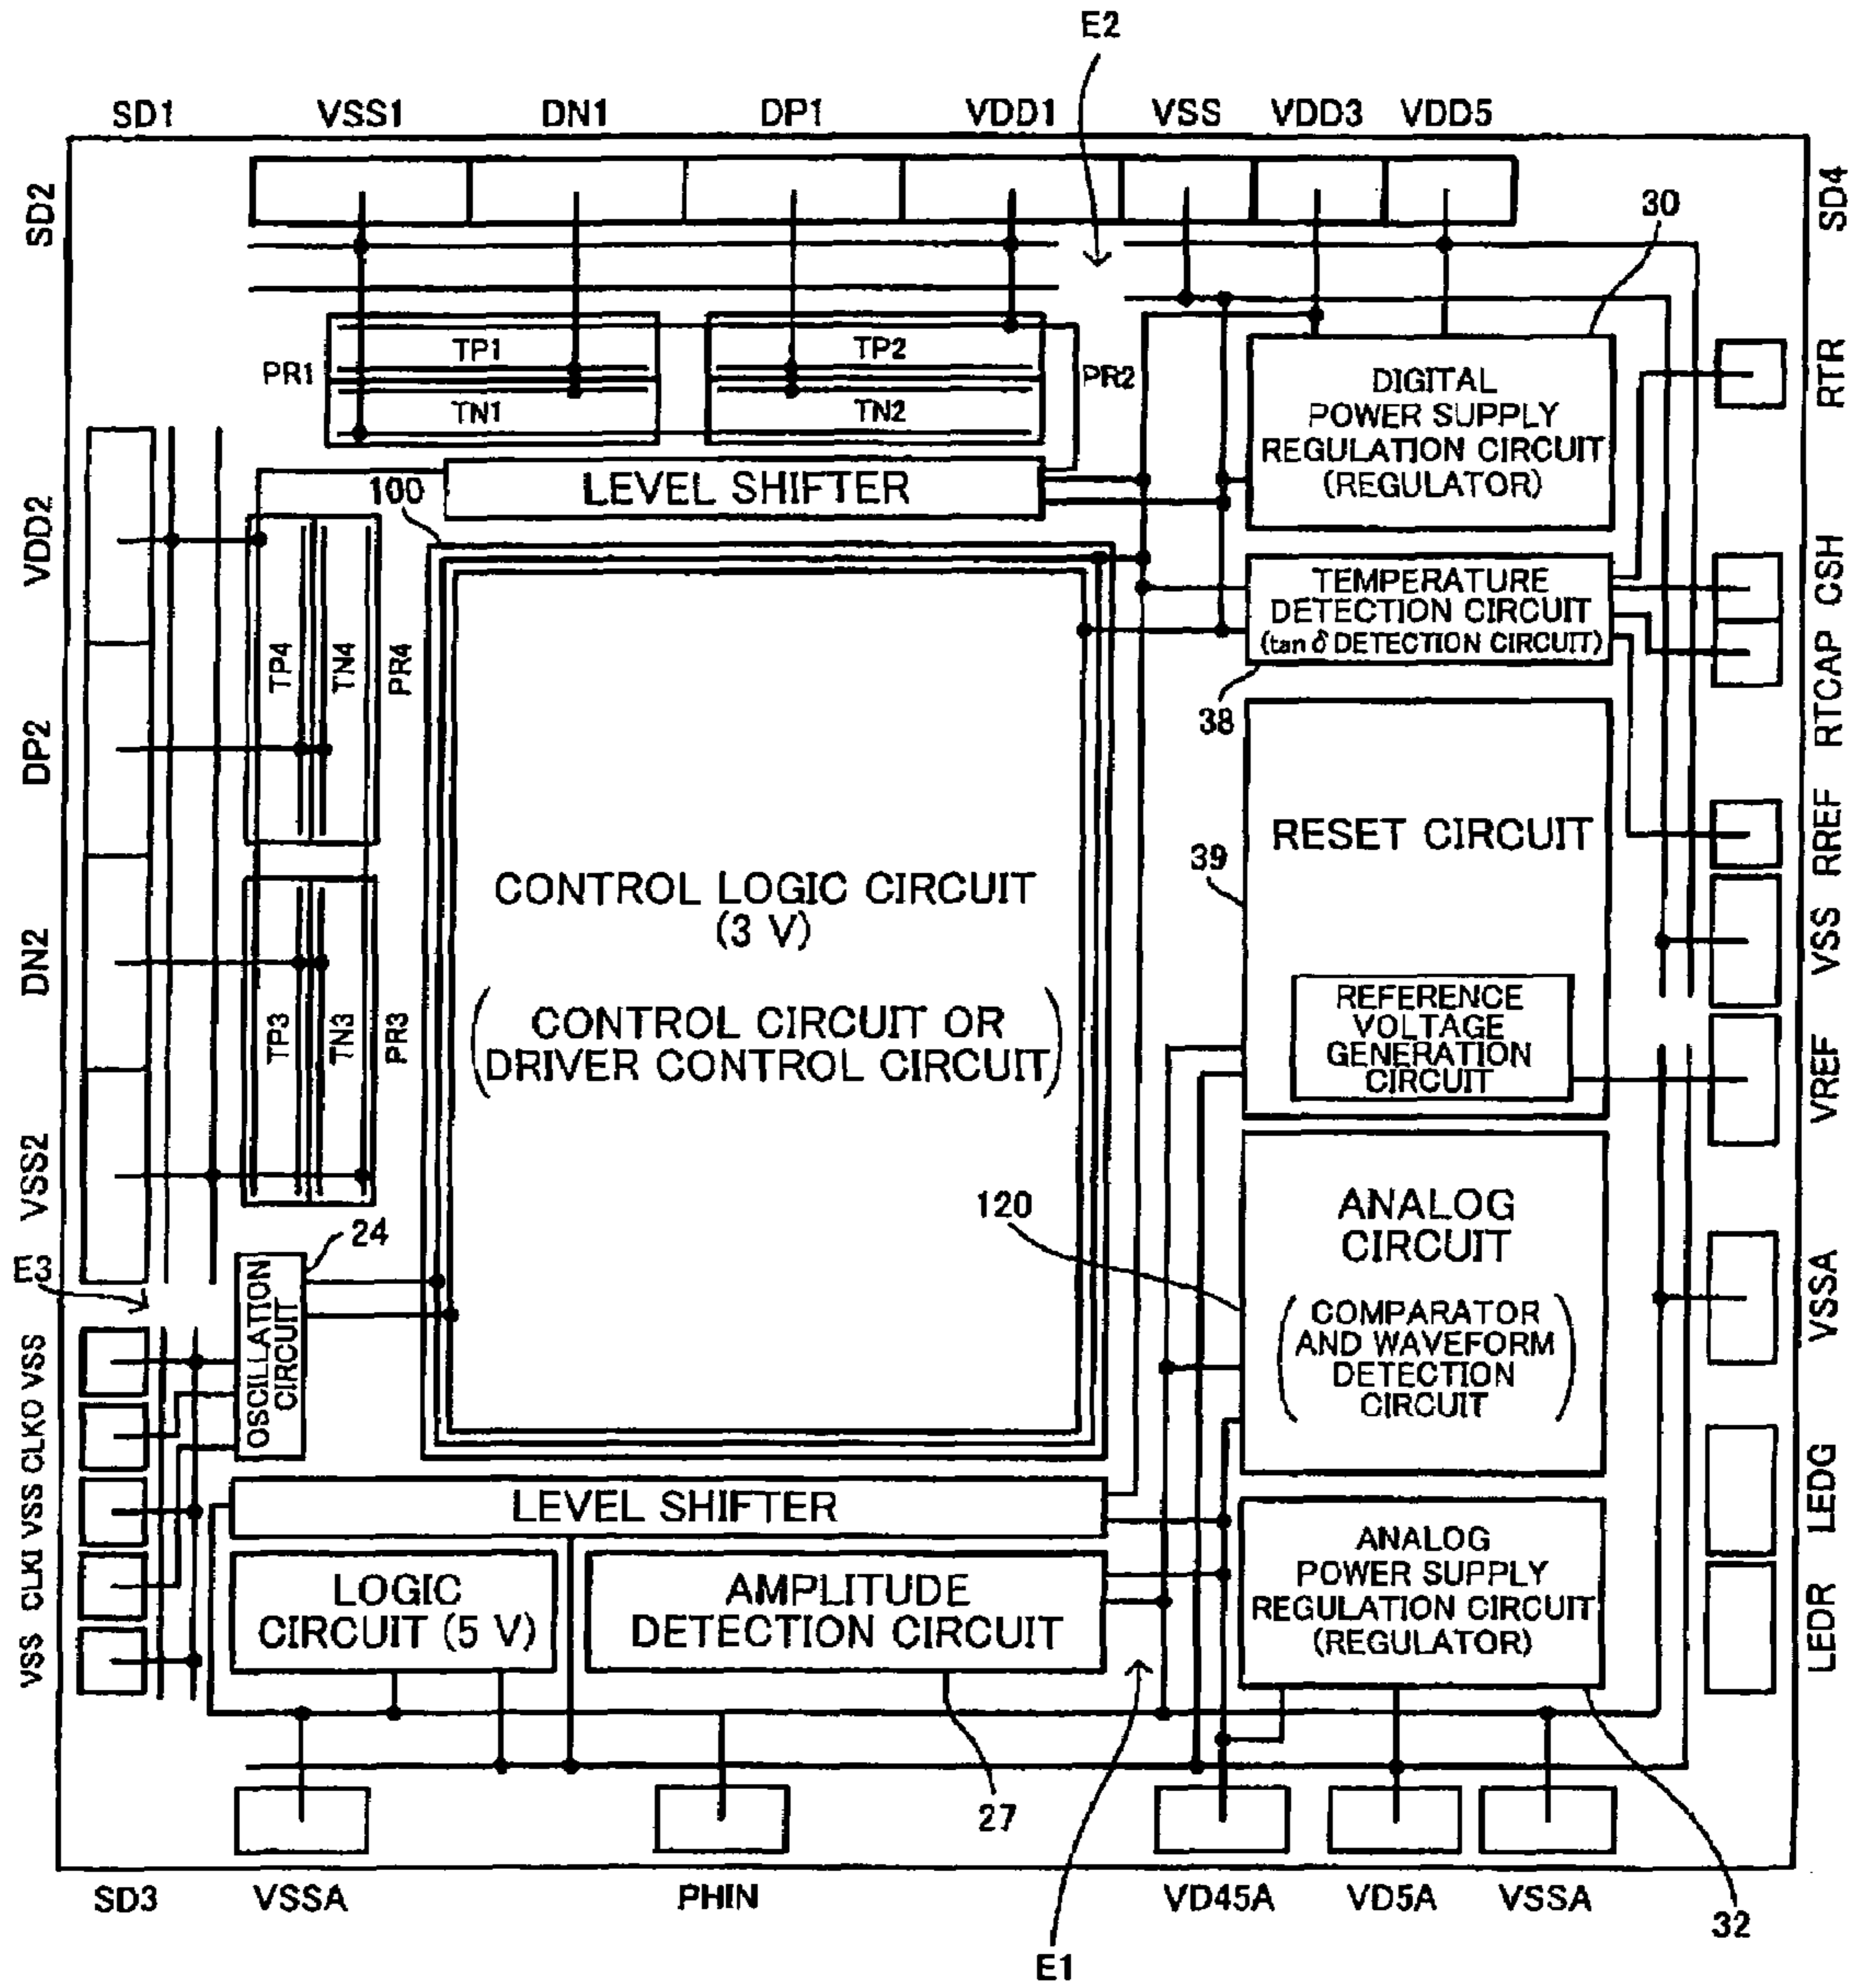 E2
SD1 VSS1 DN1 DP1 VDD1 VSS VDD3 VDD5
SD2
SD4
30
TP1
TP2
PR1
PR2
TN1
TN2
DIGITAL
POWER SUPPLY
REGULATION CIRCUIT
(REGULATOR)
RTR
LEVEL SHIFTER
100
VDD2
TEMPERATURE
DETECTION CIRCUIT
(tan δ DETECTION CIRCUIT)
CSH
RTCAP
38
TP4
TN4
PR4
DP2
RESET CIRCUIT
39
RREF
CONTROL LOGIC CIRCUIT
(3 V)
(CONTROL CIRCUIT OR
DRIVER CONTROL CIRCUIT)
DN2
TP3
TN3
PR3
VSS
REFERENCE
VOLTAGE
GENERATION
CIRCUIT
VREF
VSS2
120
ANALOG
CIRCUIT
(COMPARATOR
AND WAVEFORM
DETECTION
CIRCUIT)
VSSA
24
E3
OSCILLATION
CIRCUIT
VSS
CLKO
VSS
CLKI
VSS
LEVEL SHIFTER
LEDG
LOGIC
CIRCUIT (5 V)
AMPLITUDE
DETECTION CIRCUIT
ANALOG
POWER SUPPLY
REGULATION CIRCUIT
(REGULATOR)
LEDR
27
SD3 VSSA PHIN VD45A VD5A VSSA
32
E1